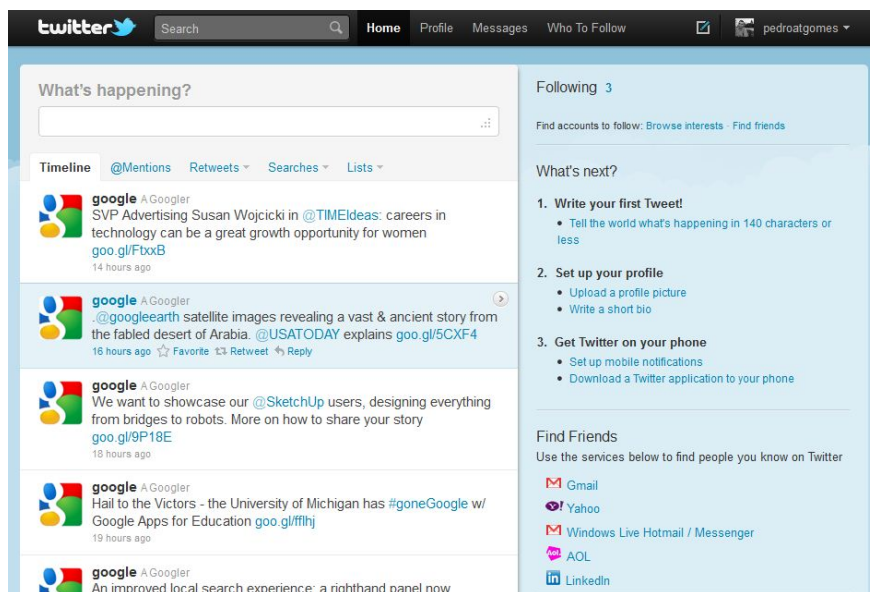 twitter Search Home Profile Messages Who To Follow pedroatgomes
What's happening?
Timeline @Mentions Retweets Searches Lists
google A Googler
SVP Advertising Susan Wojcicki in @TIMEIdeas: careers in
technology can be a great growth opportunity for women
goo.gl/FtxxB
14 hours ago
google A Googler
.@googleearth satellite images revealing a vast & ancient story from
the fabled desert of Arabia. @USATODAY explains goo.gl/5CXF4
16 hours ago Favorite Retweet Reply
google A Googler
We want to showcase our @SketchUp users, designing everything
from bridges to robots. More on how to share your story
goo.gl/9P18E
18 hours ago
google A Googler
Hail to the Victors - the University of Michigan has #goneGoogle w/
Google Apps for Education goo.gl/fflhj
19 hours ago
google A Googler
An improved local search experience: a righthand panel now
Following 3
Find accounts to follow: Browse interests · Find friends
What's next?
1. Write your first Tweet!
• Tell the world what's happening in 140 characters or
less
2. Set up your profile
• Upload a profile picture
• Write a short bio
3. Get Twitter on your phone
• Set up mobile notifications
• Download a Twitter application to your phone
Find Friends
Use the services below to find people you know on Twitter
Gmail
Y! Yahoo
Windows Live Hotmail / Messenger
Aol. AOL
in LinkedIn